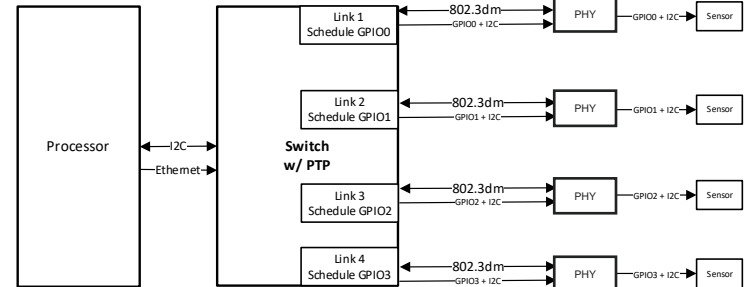 Processor
I2C
Ethernet
Switch
w/ PTP
Link 1
Schedule GPIO0
802.3dm
GPIO0 + I2C
PHY
GPIO0 + I2C
Sensor
Link 2
Schedule GPIO1
802.3dm
GPIO1 + I2C
PHY
GPIO1 + I2C
Sensor
Link 3
Schedule GPIO2
802.3dm
GPIO2 + I2C
PHY
GPIO2 + I2C
Sensor
Link 4
Schedule GPIO3
802.3dm
GPIO3 + I2C
PHY
GPIO3 + I2C
Sensor